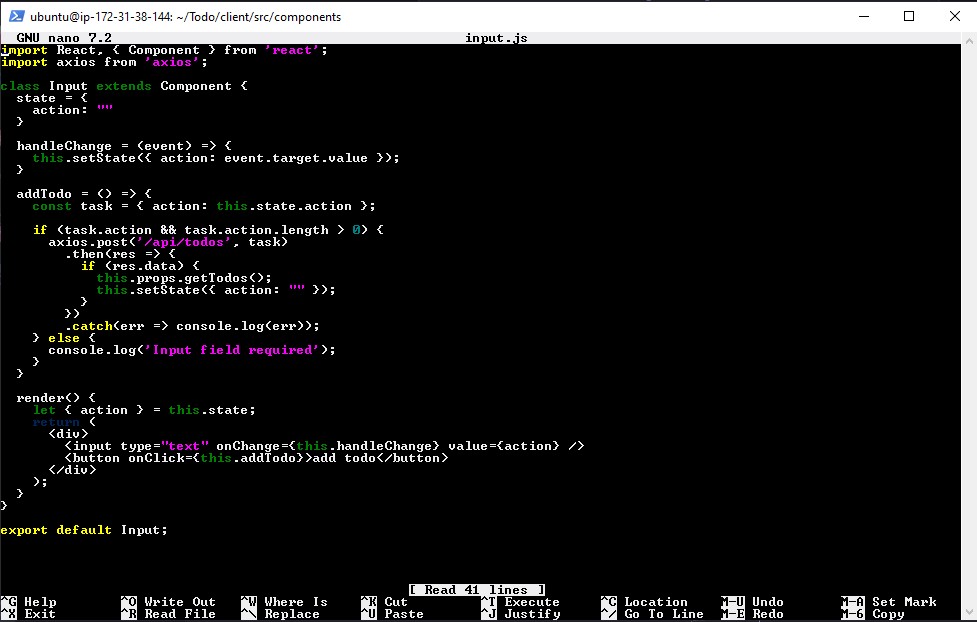 ubuntu@ip-172-31-38-144: ~/Todo/client/src/components
GNU nano 7.2 input.js
import React, { Component } from 'react';
import axios from 'axios';
class Input extends Component {
state = {
action: ""
}
handleChange = (event) => {
this.setState({ action: event.target.value });
}
addTodo = () => {
const task = { action: this.state.action };
if (task.action && task.action.length > 0) {
axios.post('/api/todos', task)
.then(res => {
if (res.data) {
this.props.getTodos();
this.setState({ action: "" });
}
})
.catch(err => console.log(err));
} else {
console.log('Input field required');
}
}
render() {
let { action } = this.state;
return (
<div>
<input type="text" onChange={this.handleChange} value={action} />
<button onClick={this.addTodo}>add todo</button>
</div>
);
}
}
export default Input;
[ Read 41 lines ]
^G Help ^O Write Out ^W Where Is ^K Cut ^T Execute ^C Location M-U Undo M-A Set Mark
^X Exit ^R Read File ^\ Replace ^U Paste ^J Justify ^/ Go To Line M-E Redo M-6 Copy